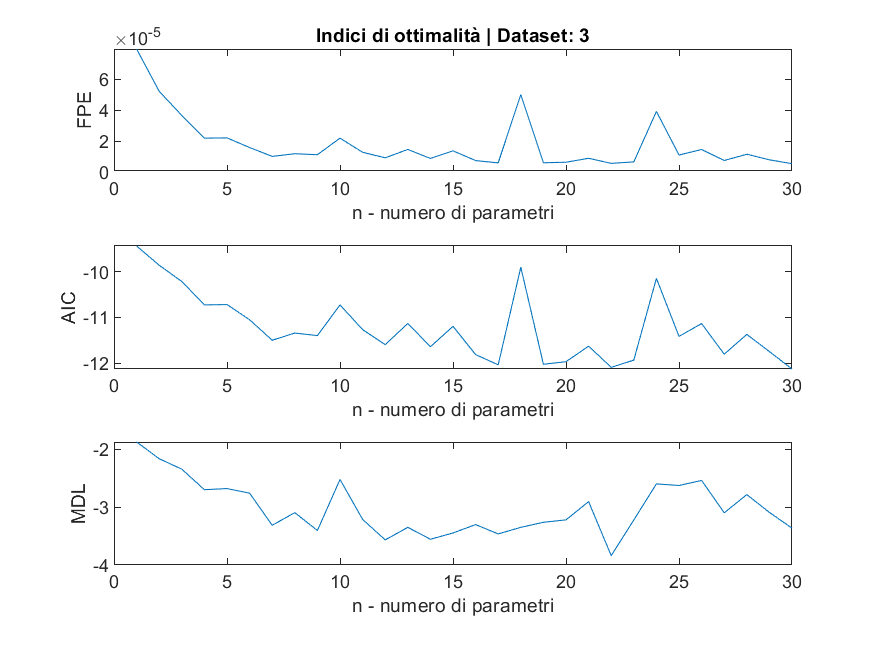 Indici di ottimalità | Dataset: 3
×10-5
FPE
6
4
2
0
0 5 10 15 20 25 30
n - numero di parametri
AIC
-10
-11
-12
0 5 10 15 20 25 30
n - numero di parametri
MDL
-2
-3
-4
0 5 10 15 20 25 30
n - numero di parametri